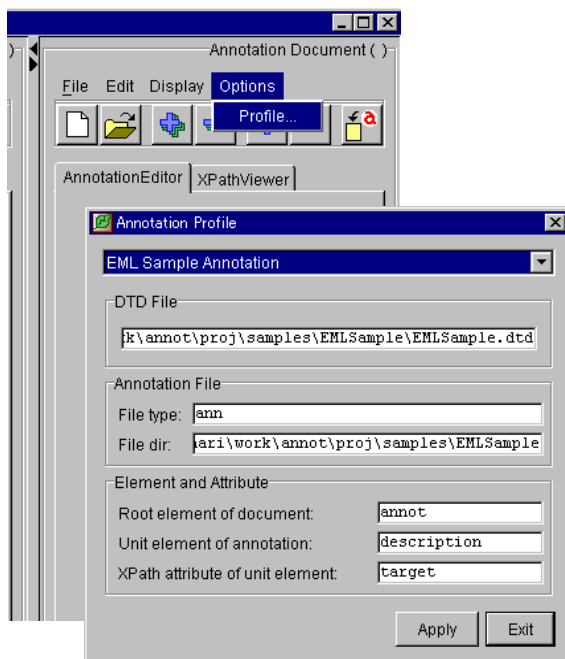 Annotation Document ( )
File Edit Display Options
Profile...
a
AnnotationEditor XPathViewer
Annotation Profile
EML Sample Annotation
DTD File
k\annot\proj\samples\EMLSample\EMLSample.dtd
Annotation File
File type: ann
File dir: ari\work\annot\proj\samples\EMLSample
Element and Attribute
Root element of document: annot
Unit element of annotation: description
XPath attribute of unit element: target
Apply Exit